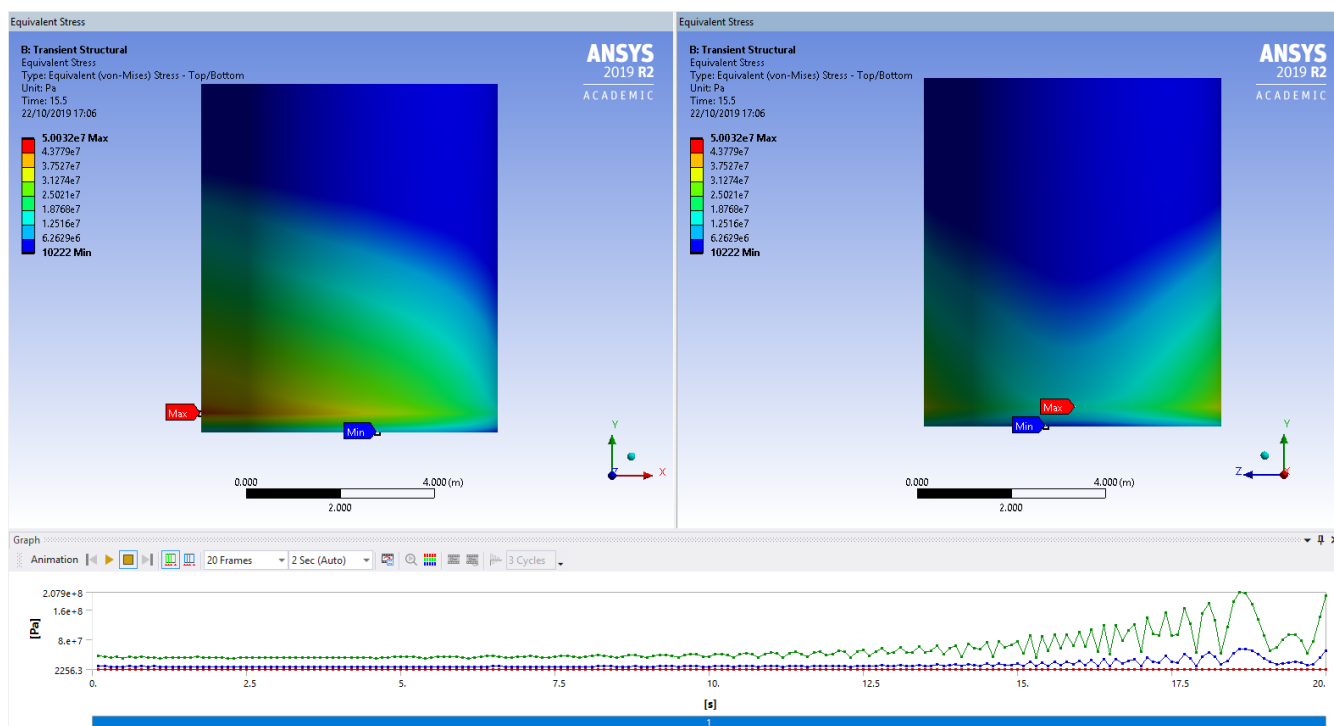 Equivalent Stress
B: Transient Structural
Equivalent Stress
Type: Equivalent (von-Mises) Stress - Top/Bottom
Unit: Pa
Time: 15.5
22/10/2019 17:06
5.0032e7 Max
4.3779e7
3.7527e7
3.1274e7
2.5021e7
1.8768e7
1.2516e7
6.2629e6
10222 Min
ANSYS
2019 R2
ACADEMIC
Max
Min
Y
Z
X
0.000
4.000 (m)
2.000
Equivalent Stress
B: Transient Structural
Equivalent Stress
Type: Equivalent (von-Mises) Stress - Top/Bottom
Unit: Pa
Time: 15.5
22/10/2019 17:06
5.0032e7 Max
4.3779e7
3.7527e7
3.1274e7
2.5021e7
1.8768e7
1.2516e7
6.2629e6
10222 Min
ANSYS
2019 R2
ACADEMIC
Max
Min
Y
Z
X
0.000
4.000 (m)
2.000
Graph
Animation 20 Frames 2 Sec (Auto) 3 Cycles
2.079e+8
1.6e+8
8.e+7
2256.3
[Pa]
0. 2.5 5. 7.5 10. 12.5 15. 17.5 20.
[s]
1